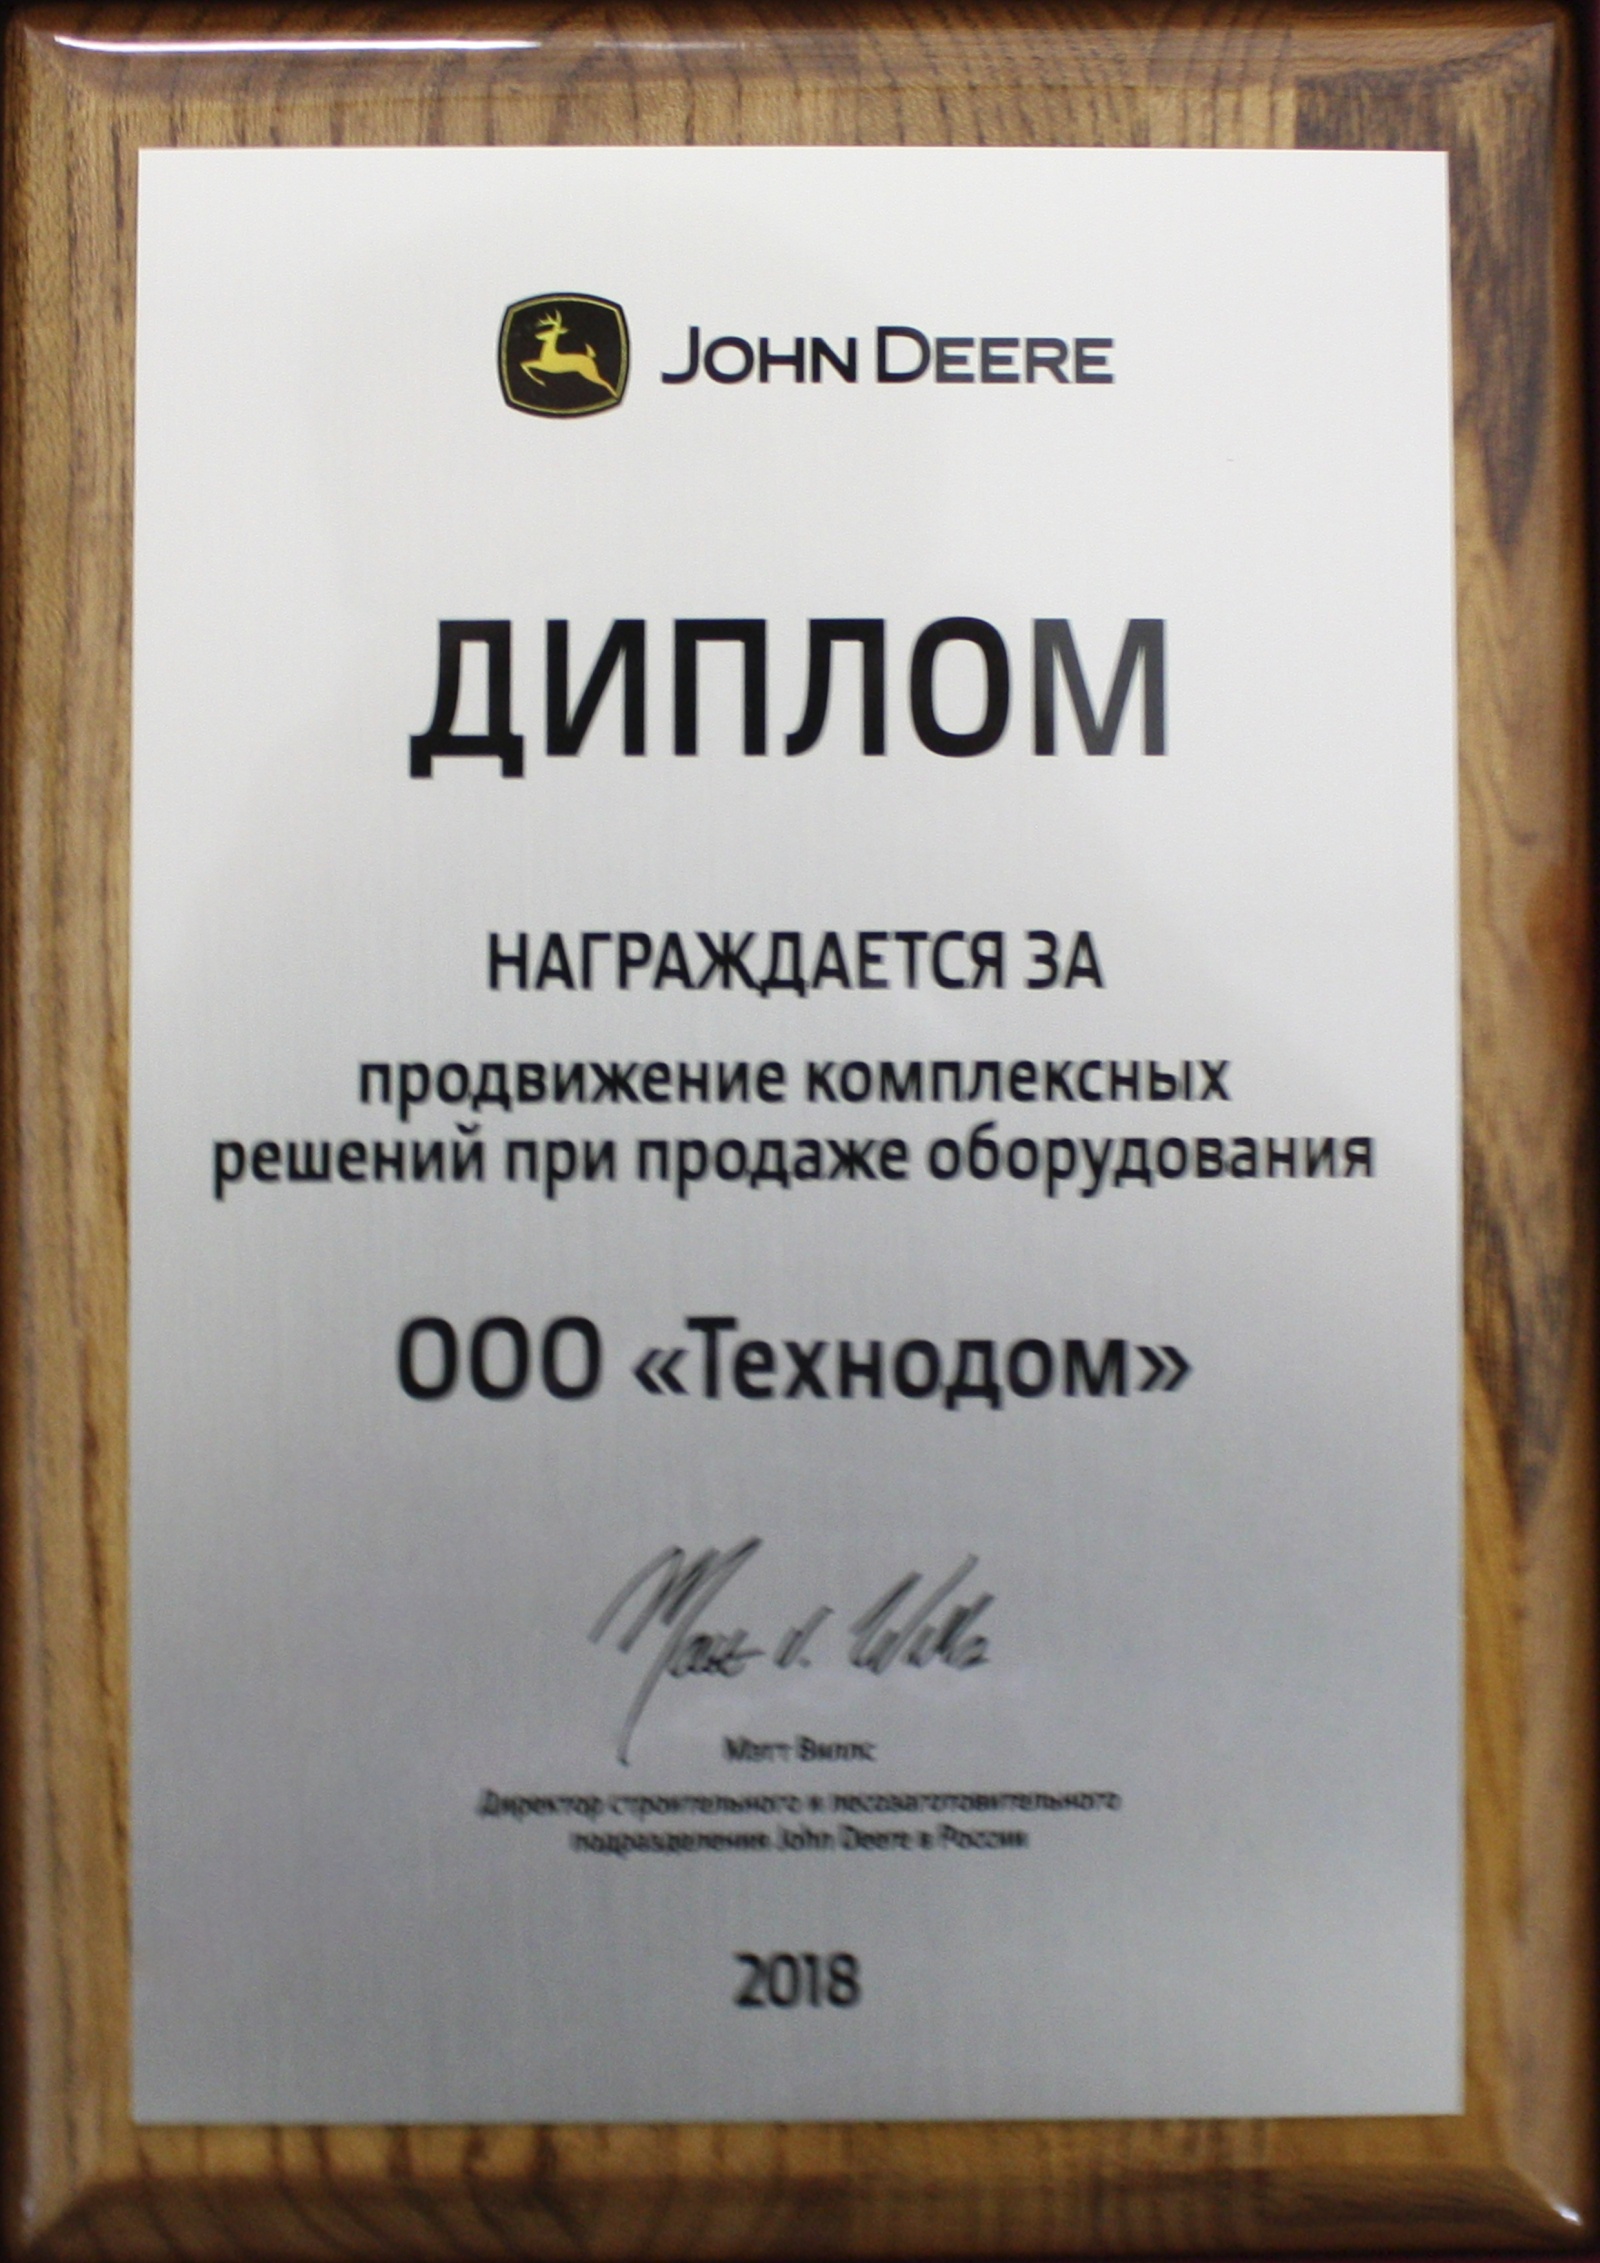 JOHN DEERE
ДИПЛОМ
НАГРАЖДАЕТСЯ ЗА
продвижение комплексных
решений при продаже оборудования
ООО «Технодом»
Мэтт Виллс
Директор строительного и лесозаготовительного
подразделения John Deere в России
2018